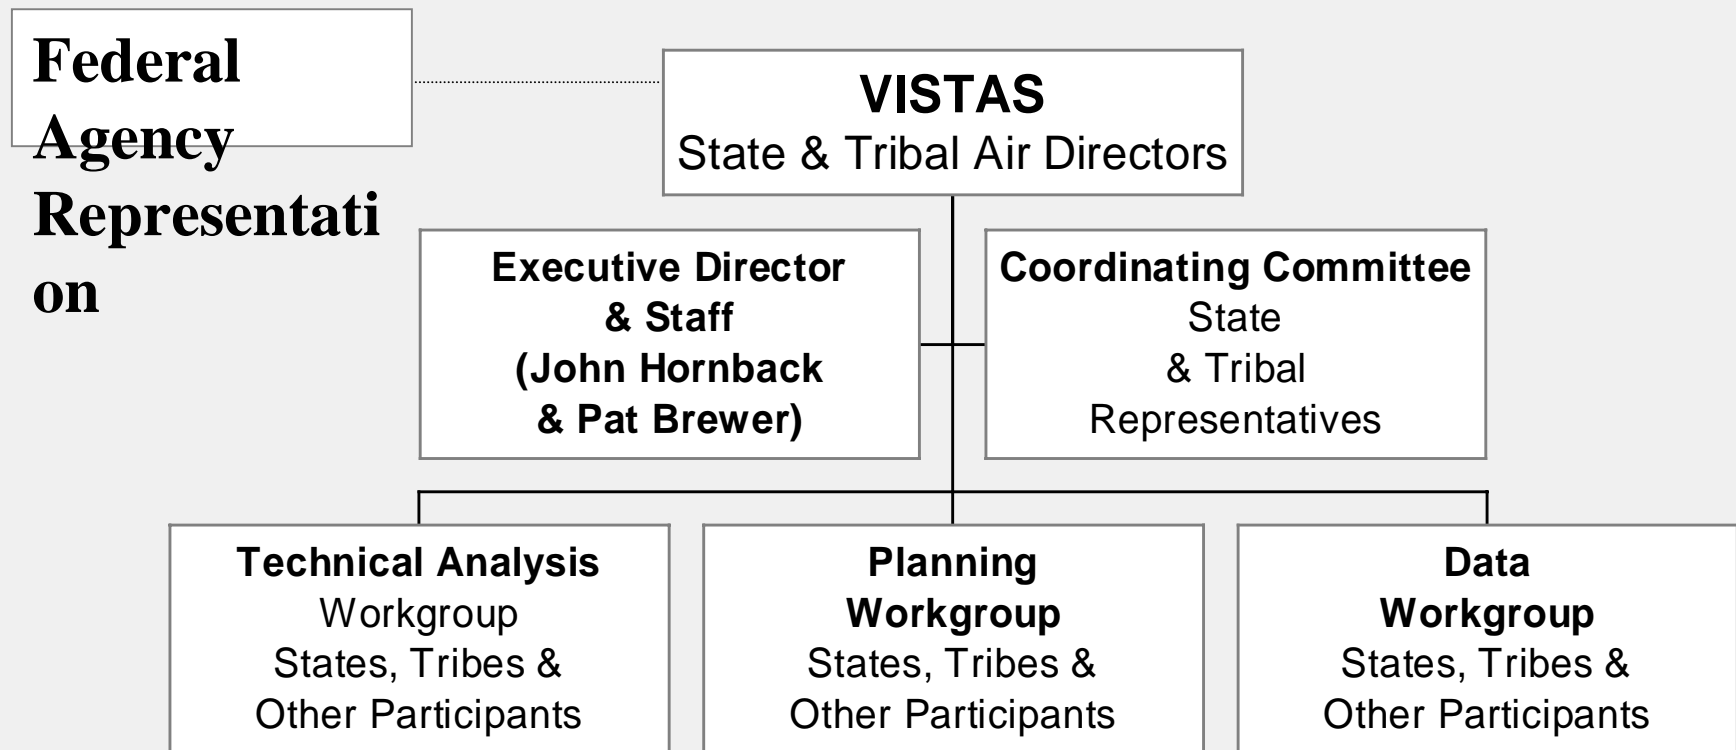 Federal
Agency
Representati
on
VISTAS
State & Tribal Air Directors
Executive Director
& Staff
(John Hornback
& Pat Brewer)
Coordinating Committee
State
& Tribal
Representatives
Technical Analysis
Workgroup
States, Tribes &
Other Participants
Planning
Workgroup
States, Tribes &
Other Participants
Data
Workgroup
States, Tribes &
Other Participants